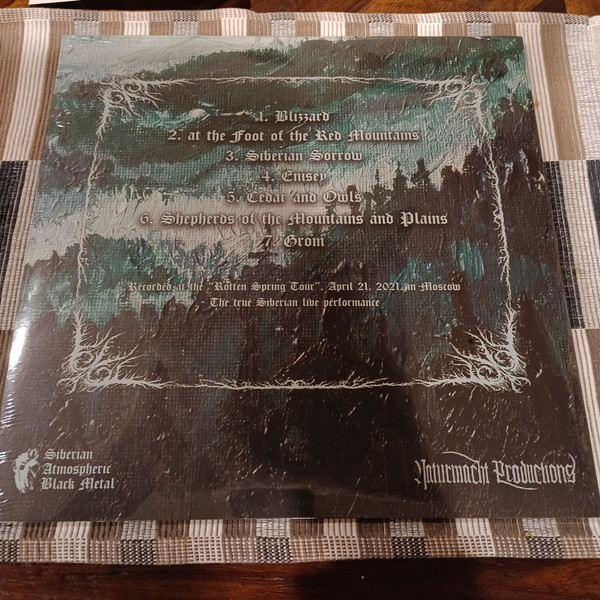 1. Blizzard
2. at the Foot of the Red Mountains
3. Siberian Sorrow
4. Enisey
5. Cedar and Owls
6. Shepherds of the Mountains and Plains
7. Grom
Recorded at the "Rotten Spring Tour", April 21, 2021, in Moscow
The true Siberian live performance
Siberian
Atmospheric
Black Metal
Naturmacht Productions